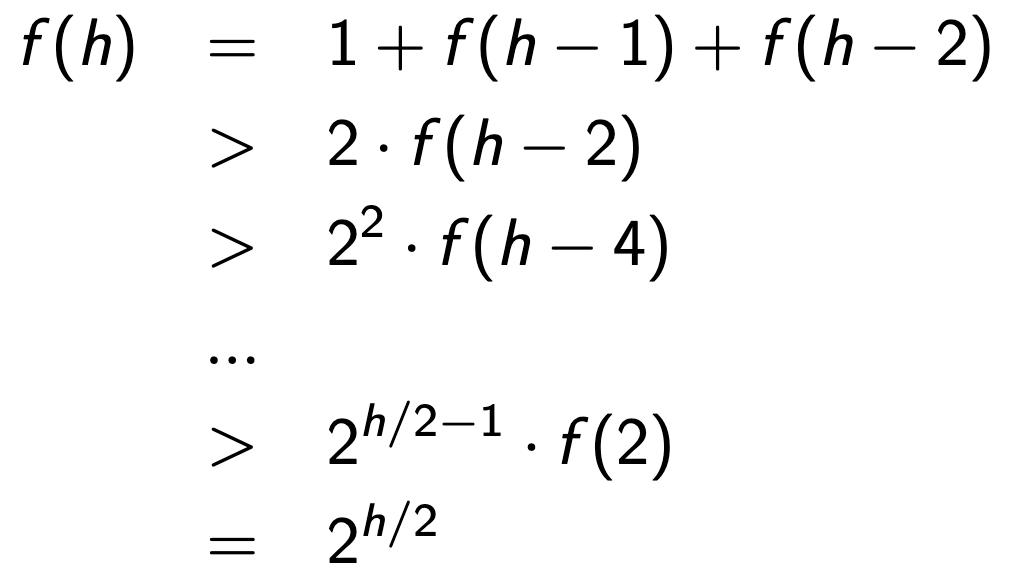 f(h) = 1 + f(h − 1) + f(h − 2)
> 2 · f(h − 2)
> 2² · f(h − 4)
...
> 2^{h/2−1} · f(2)
= 2^{h/2}